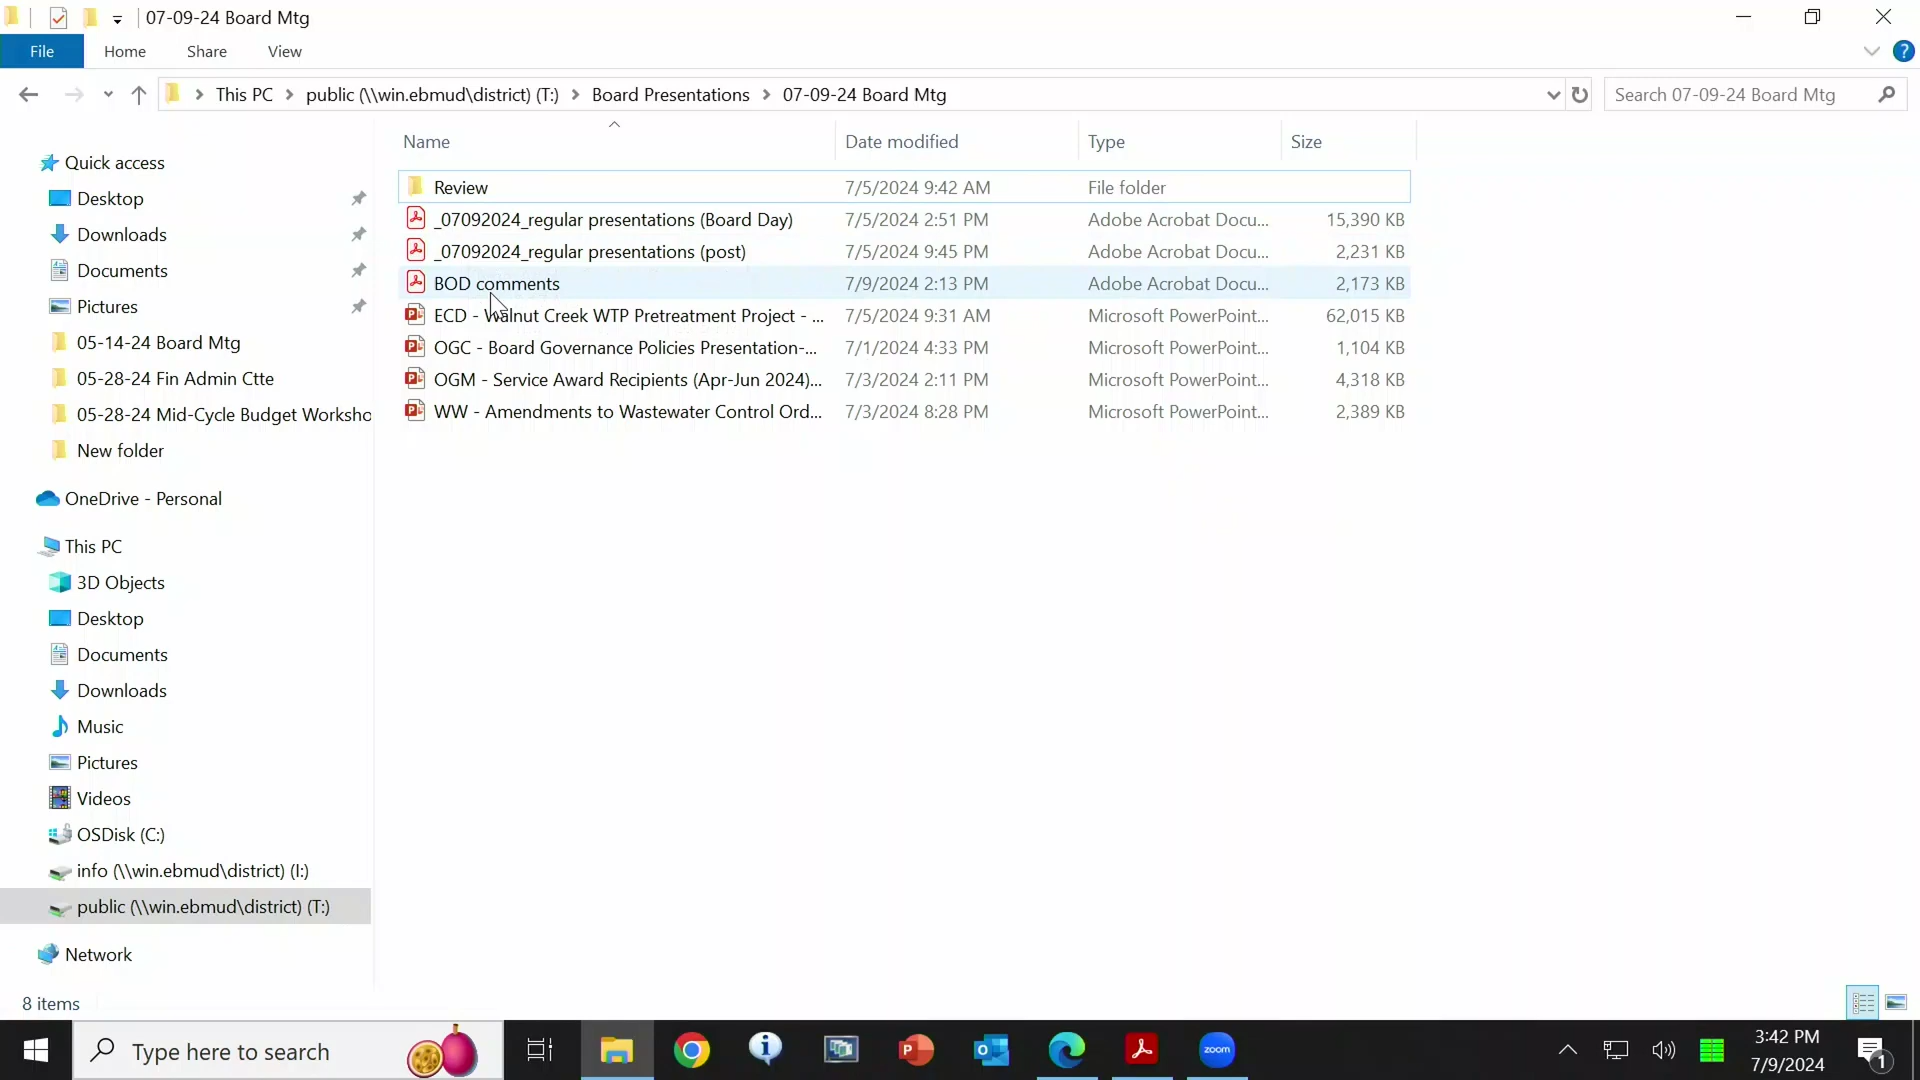 07-09-24 Board Mtg
File Home Share View
This PC public (\\win.ebmud\district) (T:) Board Presentations 07-09-24 Board Mtg
Search 07-09-24 Board Mtg
Name Date modified Type Size
Review 7/5/2024 9:42 AM File folder
_07092024_regular presentations (Board Day) 7/5/2024 2:51 PM Adobe Acrobat Docu... 15,390 KB
_07092024_regular presentations (post) 7/5/2024 9:45 PM Adobe Acrobat Docu... 2,231 KB
BOD comments 7/9/2024 2:13 PM Adobe Acrobat Docu... 2,173 KB
ECD - Walnut Creek WTP Pretreatment Project - ... 7/5/2024 9:31 AM Microsoft PowerPoint... 62,015 KB
OGC - Board Governance Policies Presentation-... 7/1/2024 4:33 PM Microsoft PowerPoint... 1,104 KB
OGM - Service Award Recipients (Apr-Jun 2024)... 7/3/2024 2:11 PM Microsoft PowerPoint... 4,318 KB
WW - Amendments to Wastewater Control Ord... 7/3/2024 8:28 PM Microsoft PowerPoint... 2,389 KB
Quick access
Desktop
Downloads
Documents
Pictures
05-14-24 Board Mtg
05-28-24 Fin Admin Ctte
05-28-24 Mid-Cycle Budget Worksho
New folder
OneDrive - Personal
This PC
3D Objects
Desktop
Documents
Downloads
Music
Pictures
Videos
OSDisk (C:)
info (\\win.ebmud\district) (I:)
public (\\win.ebmud\district) (T:)
Network
8 items
Type here to search
zoom
3:42 PM
7/9/2024
1